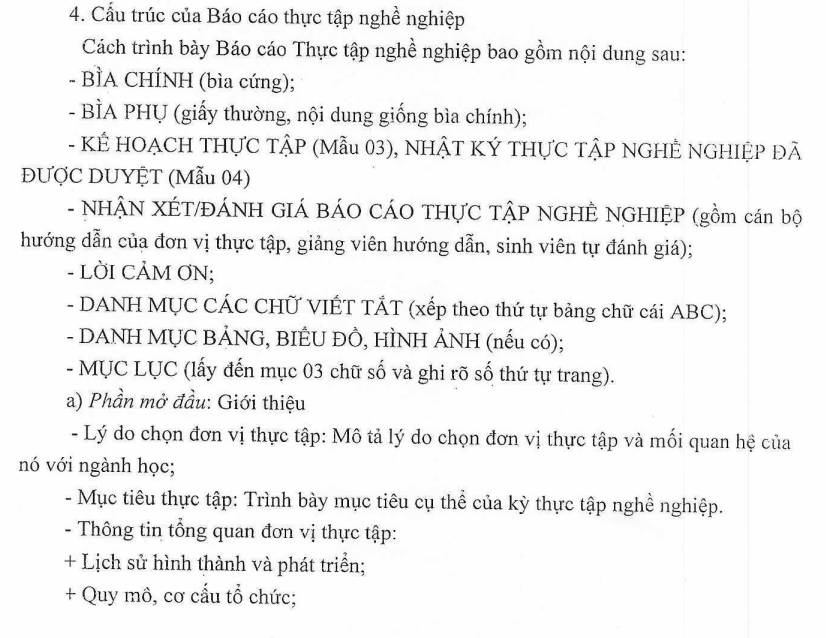 4. Cấu trúc của Báo cáo thực tập nghề nghiệp
Cách trình bày Báo cáo Thực tập nghề nghiệp bao gồm nội dung sau:
- BÌA CHÍNH (bìa cứng);
- BÌA PHỤ (giấy thường, nội dung giống bìa chính);
- KẾ HOẠCH THỰC TẬP (Mẫu 03), NHẬT KÝ THỰC TẬP NGHỀ NGHIỆP ĐÃ
ĐƯỢC DUYỆT (Mẫu 04)
- NHẬN XÉT/ĐÁNH GIÁ BÁO CÁO THỰC TẬP NGHỀ NGHIỆP (gồm cán bộ
hướng dẫn của đơn vị thực tập, giảng viên hướng dẫn, sinh viên tự đánh giá);
- LỜI CẢM ƠN;
- DANH MỤC CÁC CHỮ VIẾT TẮT (xếp theo thứ tự bảng chữ cái ABC);
- DANH MỤC BẢNG, BIỂU ĐỒ, HÌNH ẢNH (nếu có);
- MỤC LỤC (lấy đến mục 03 chữ số và ghi rõ số thứ tự trang).
a) Phần mở đầu: Giới thiệu
- Lý do chọn đơn vị thực tập: Mô tả lý do chọn đơn vị thực tập và mối quan hệ của
nó với ngành học;
- Mục tiêu thực tập: Trình bày mục tiêu cụ thể của kỳ thực tập nghề nghiệp.
- Thông tin tổng quan đơn vị thực tập:
+ Lịch sử hình thành và phát triển;
+ Quy mô, cơ cấu tổ chức;